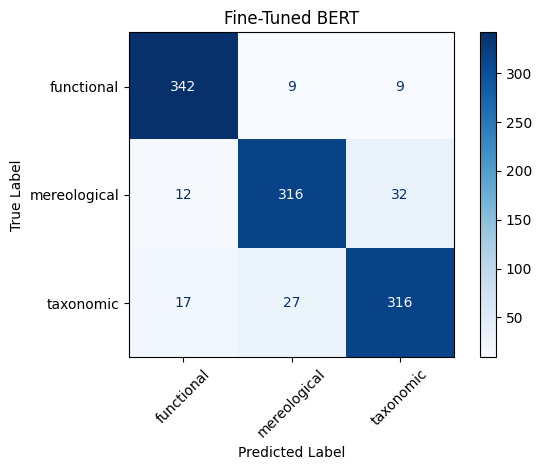 Fine-Tuned BERT
True Label
functional
342 9 9
mereological
12 316 32
taxonomic
17 27 316
functional
mereological
taxonomic
Predicted Label
300
250
200
150
100
50